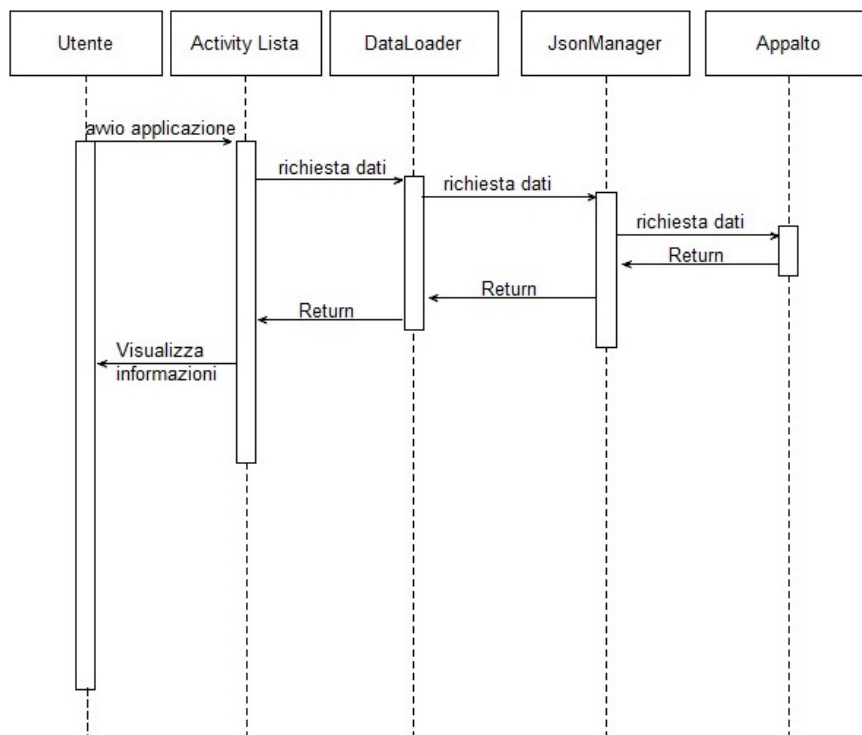 Utente
Activity Lista
DataLoader
JsonManager
Appalto
avvio applicazione
richiesta dati
richiesta dati
richiesta dati
Return
Return
Return
Visualizza
informazioni